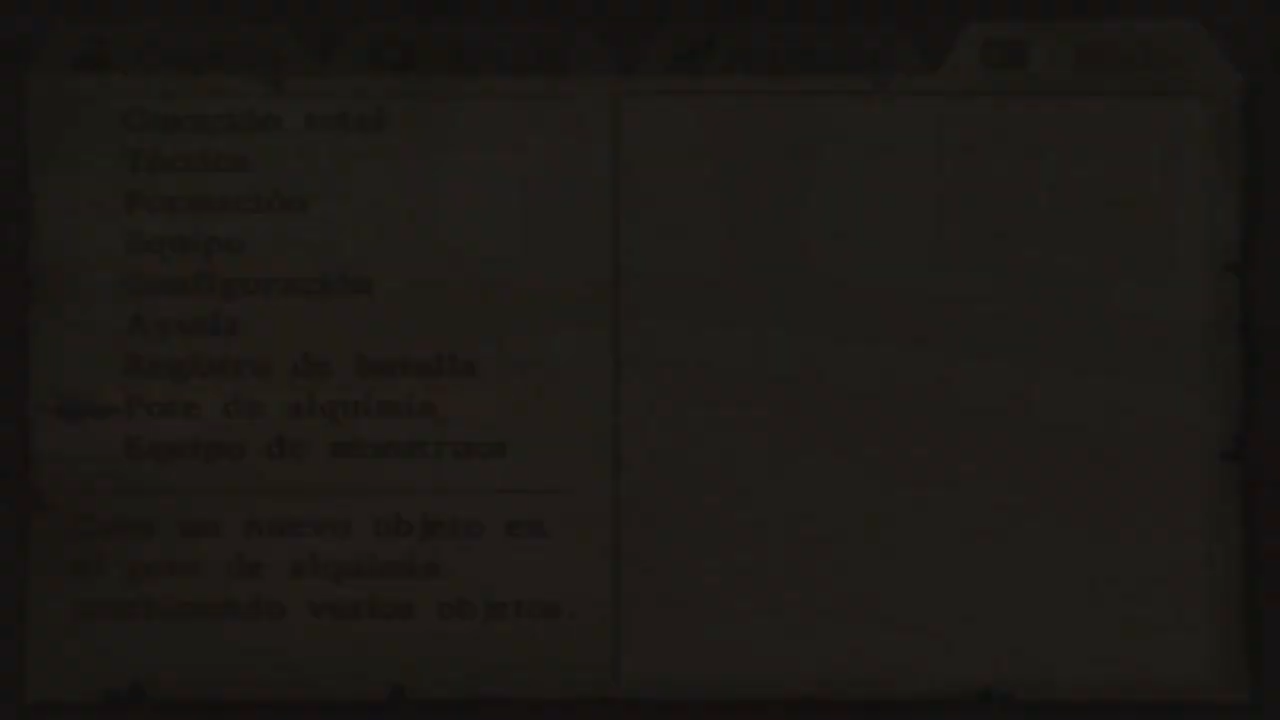 Curación total
Técnica
Formación
Equipo
Configuración
Ayuda
Registro de batalla
Pote de alquimia
Equipo de monstruos
Crea un nuevo objeto en
el pote de alquimia
combinando varios objetos.